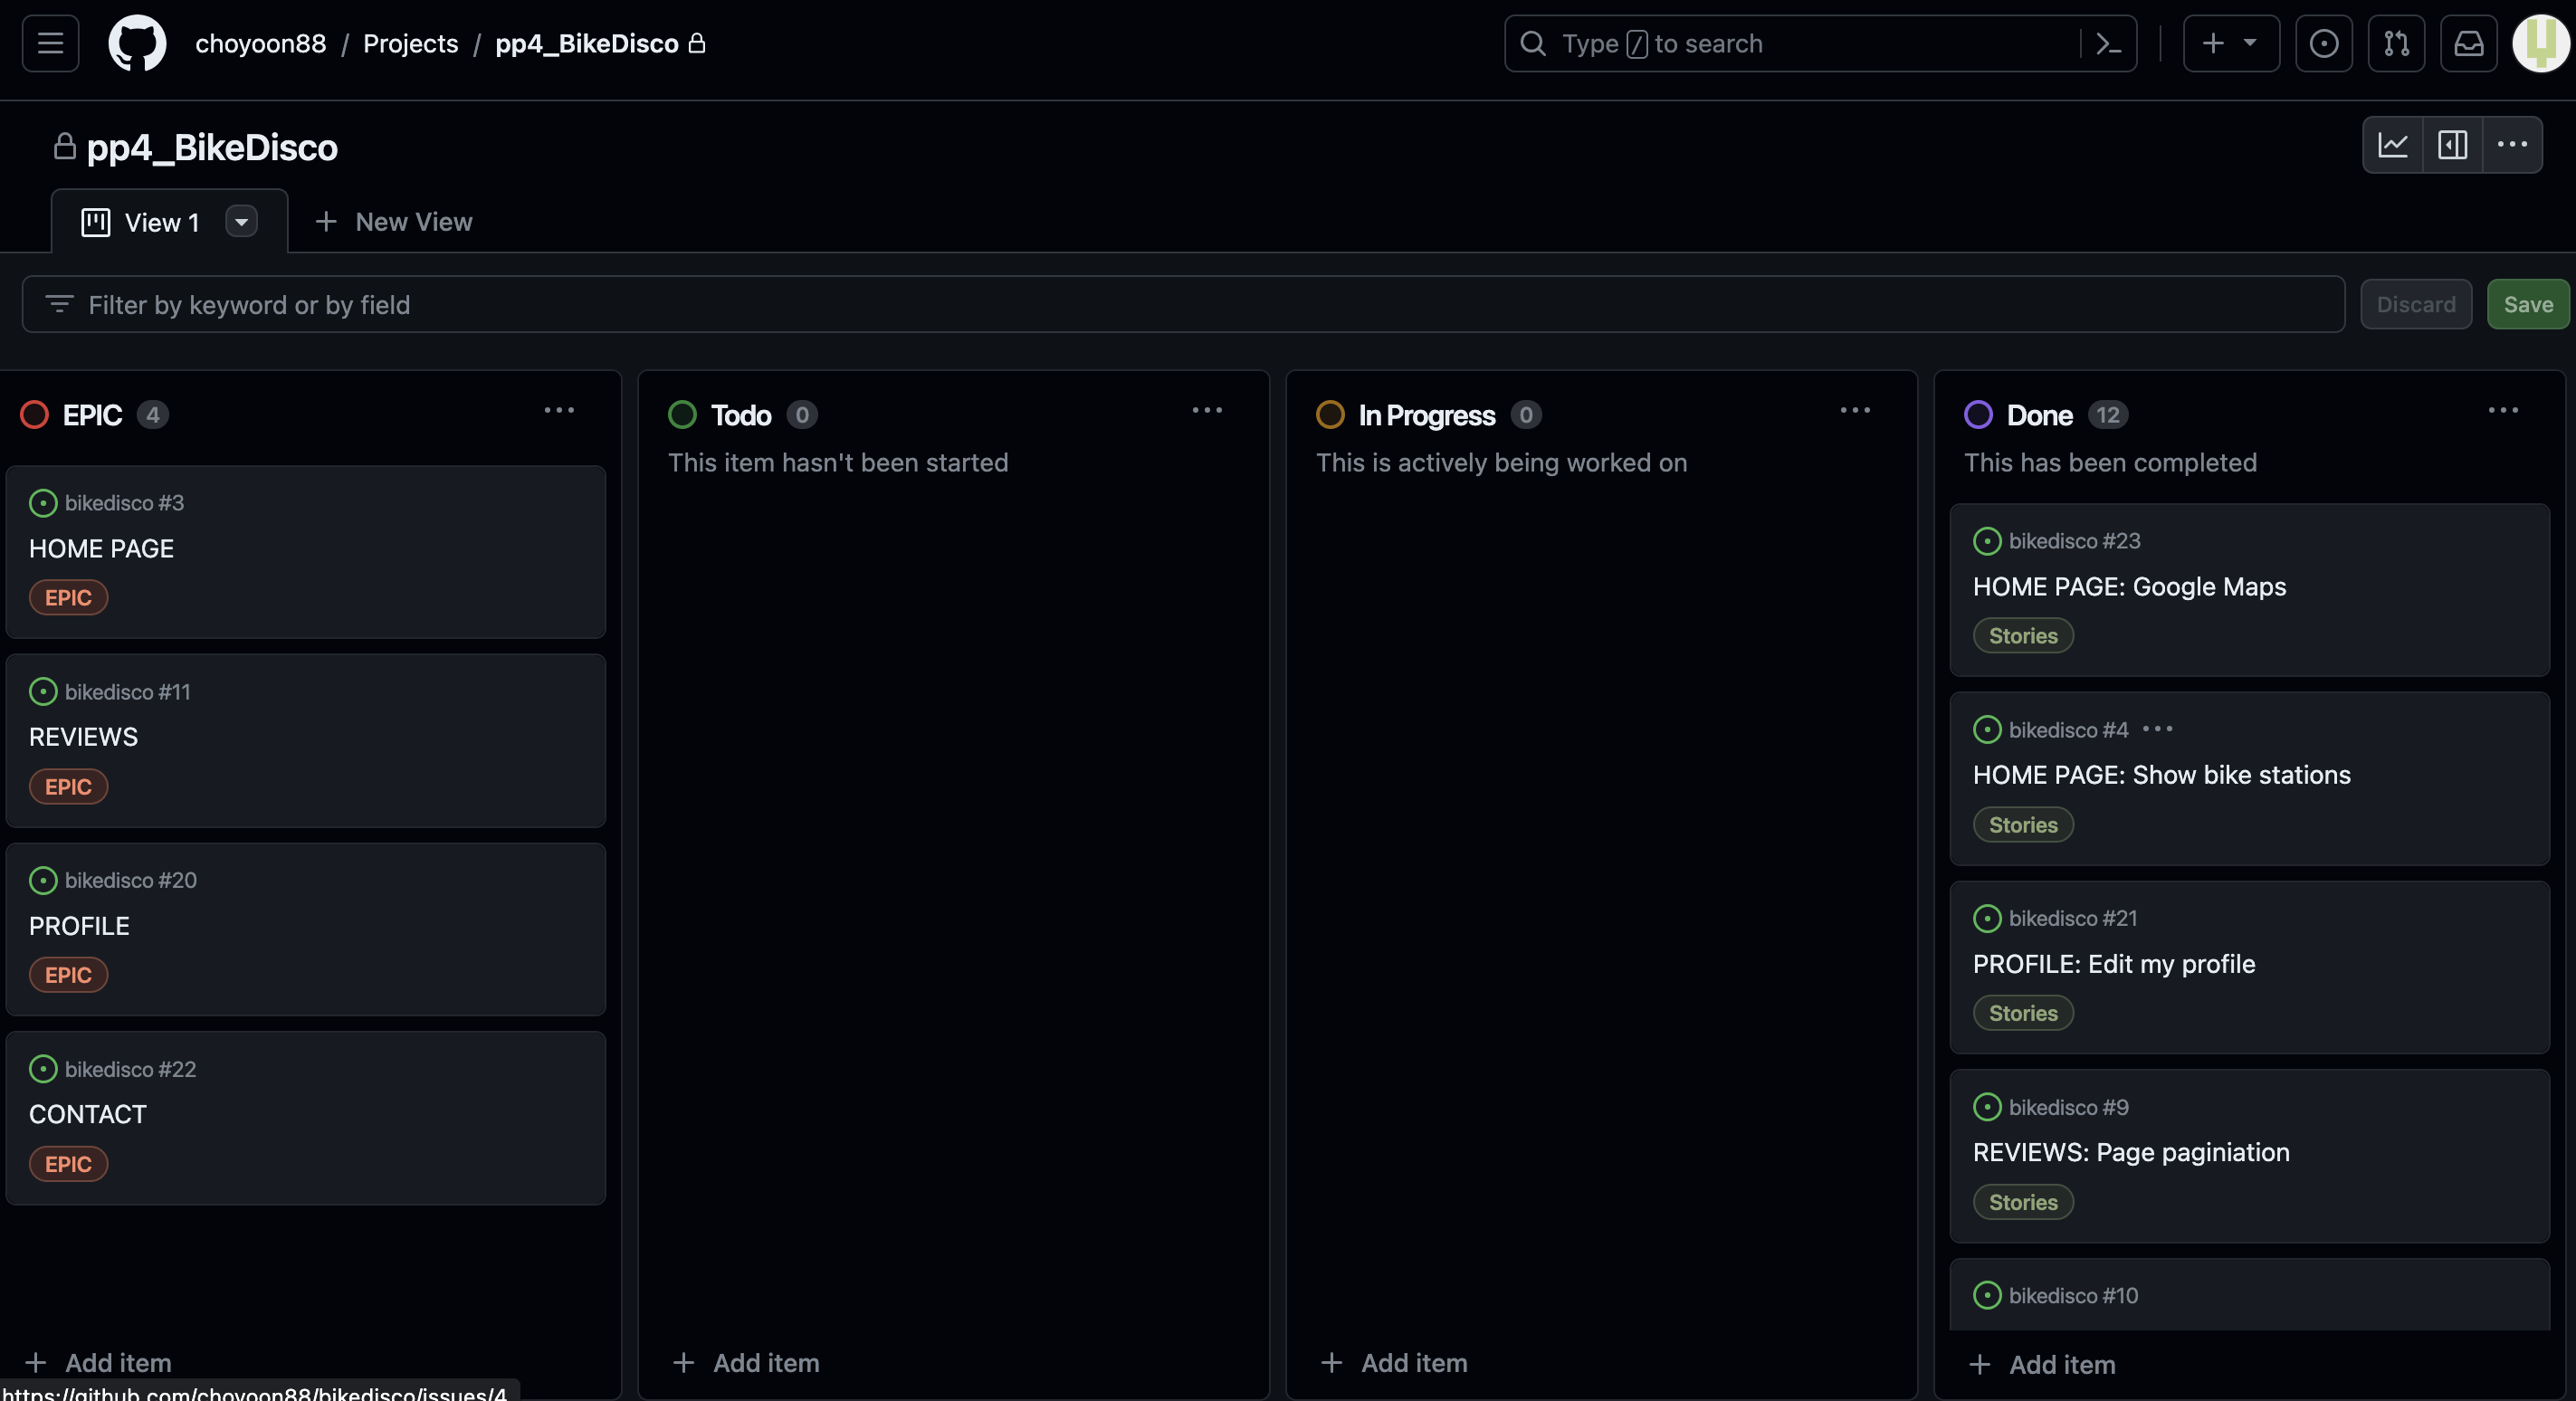 choyoon88 / Projects / pp4_BikeDisco
Type / to search
pp4_BikeDisco
View 1
New View
Filter by keyword or by field
Discard
Save
EPIC 4
bikedisco #3
HOME PAGE
EPIC
bikedisco #11
REVIEWS
EPIC
bikedisco #20
PROFILE
EPIC
bikedisco #22
CONTACT
EPIC
+ Add item
Todo 0
This item hasn't been started
+ Add item
In Progress 0
This is actively being worked on
+ Add item
Done 12
This has been completed
bikedisco #23
HOME PAGE: Google Maps
Stories
bikedisco #4
HOME PAGE: Show bike stations
Stories
bikedisco #21
PROFILE: Edit my profile
Stories
bikedisco #9
REVIEWS: Page paginiation
Stories
bikedisco #10
+ Add item
https://github.com/choyoon88/bikedisco/issues/4